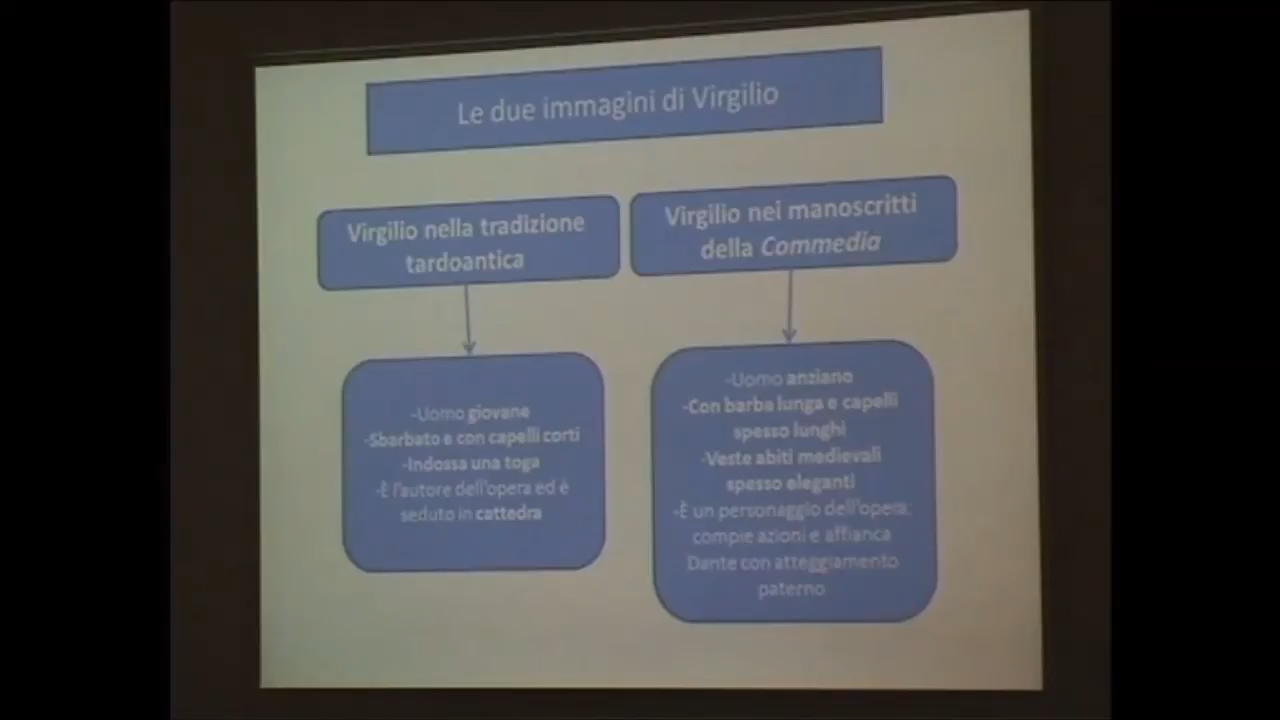 Le due immagini di Virgilio
Virgilio nella tradizione
tardoantica
-Uomo giovane
-Sbarbato e con capelli corti
-Indossa una toga
-È l'autore dell'opera ed è
seduto in cattedra
Virgilio nei manoscritti
della Commedia
-Uomo anziano
-Con barba lunga e capelli
spesso lunghi
-Veste abiti medievali
spesso eleganti
-È un personaggio dell'opera:
compie azioni e affianca
Dante con atteggiamento
paterno